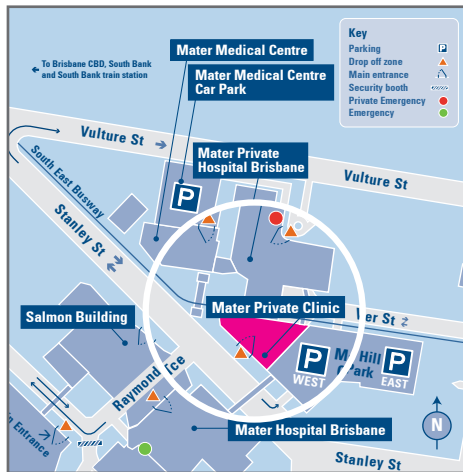 Mater Medical Centre
Key
Parking P
Drop off zone
Main entrance
Security booth
Private Emergency
Emergency
← To Brisbane CBD, South Bank
and South Bank train station
Mater Medical Centre
Car Park
Vulture St
Mater Private
Hospital Brisbane
Vulture St
South East Busway
P
Stanley St
Mater Private Clinic
Salmon Building
P
WEST
P
EAST
Hill
Park
Raymond
Entrance
Mater Hospital Brisbane
N
Stanley St